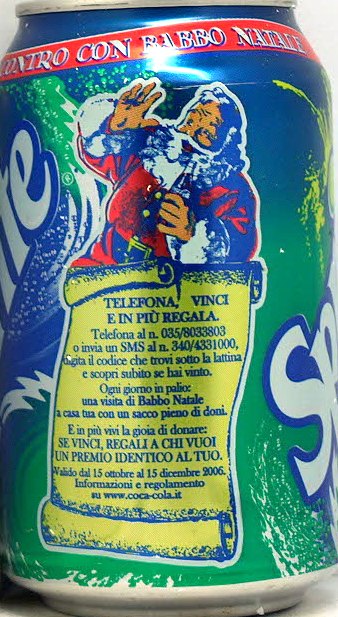 CONTRO CON BABBO NATALE
ite
®
Sp
TELEFONA, VINCI
E IN PIÙ REGALA.
Telefona al n. 035/8033803
o invia un SMS al n. 340/4331000,
digita il codice che trovi sotto la lattina
e scopri subito se hai vinto.
Ogni giorno in palio:
una visita di Babbo Natale
a casa tua con un sacco pieno di doni.
E in più vivi la gioia di donare:
SE VINCI, REGALI A CHI VUOI
UN PREMIO IDENTICO AL TUO.
Valido dal 15 ottobre al 15 dicembre 2006.
Informazioni e regolamento
su www.coca-cola.it